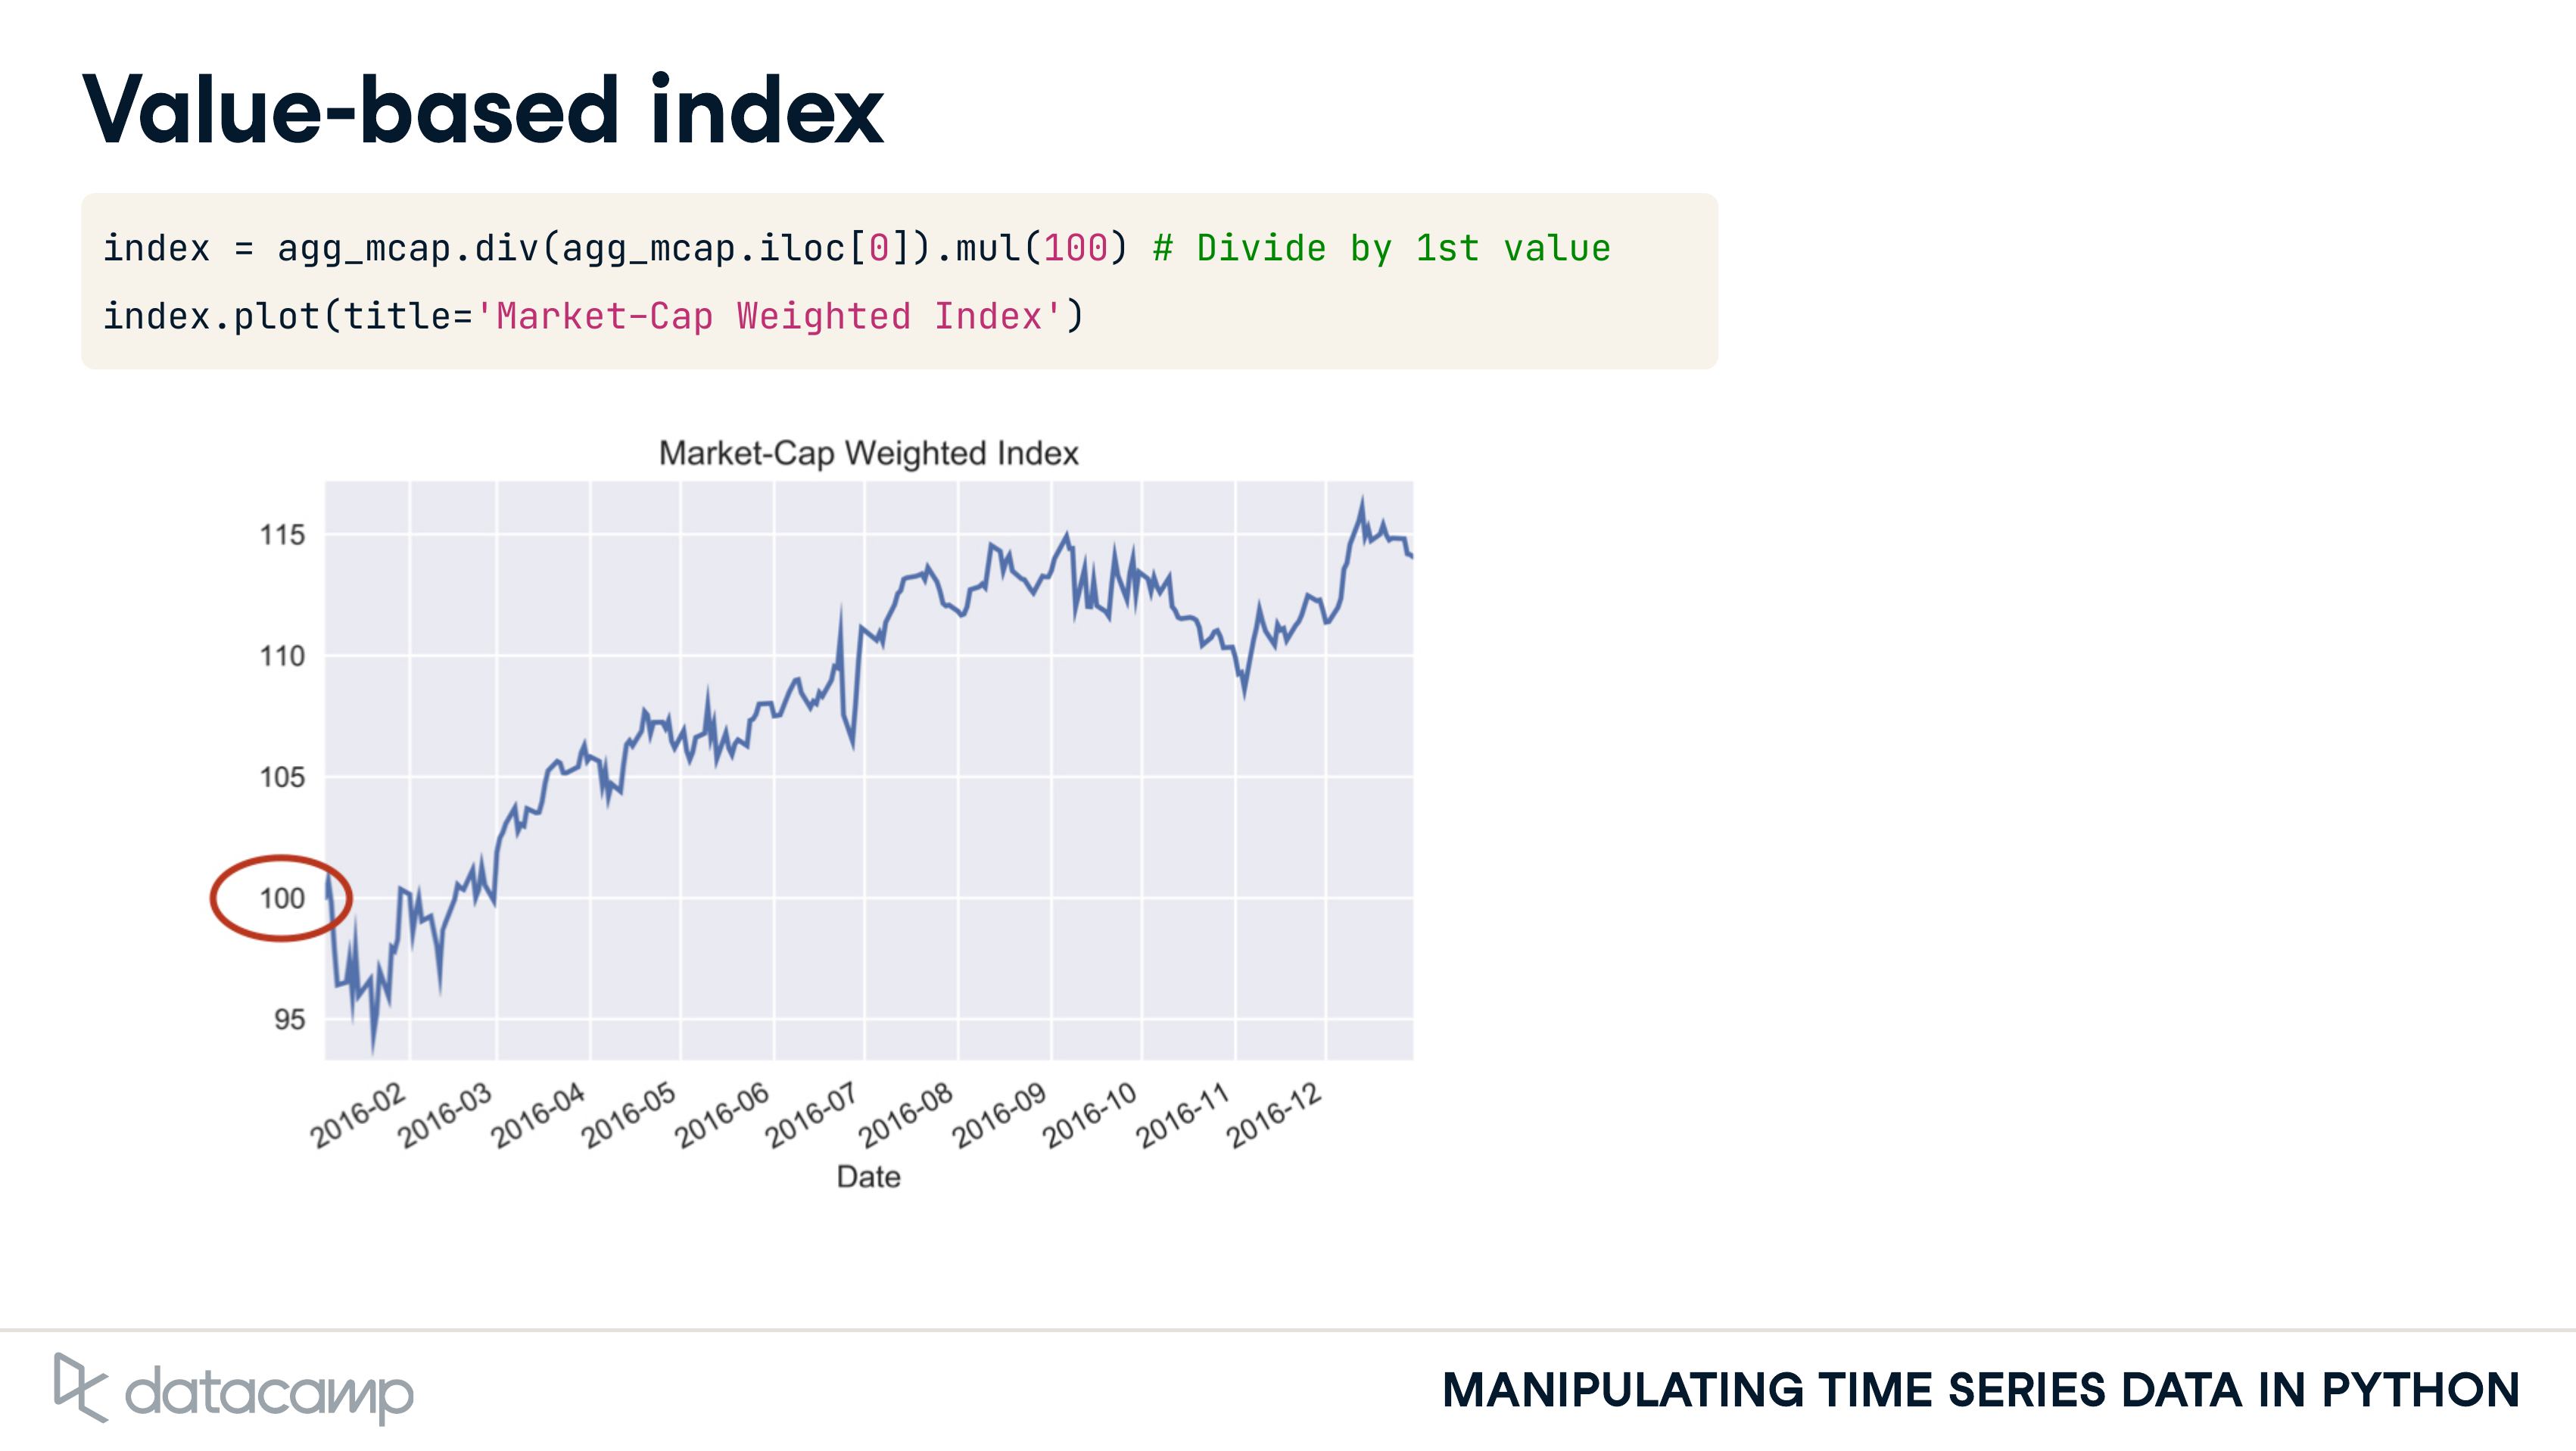 Value-based index
index = agg_mcap.div(agg_mcap.iloc[0]).mul(100) # Divide by 1st value
index.plot(title='Market-Cap Weighted Index')
Market-Cap Weighted Index
115
110
105
100
95
2016-02
2016-03
2016-04
2016-05
2016-06
2016-07
2016-08
2016-09
2016-10
2016-11
2016-12
Date
datacamp
MANIPULATING TIME SERIES DATA IN PYTHON